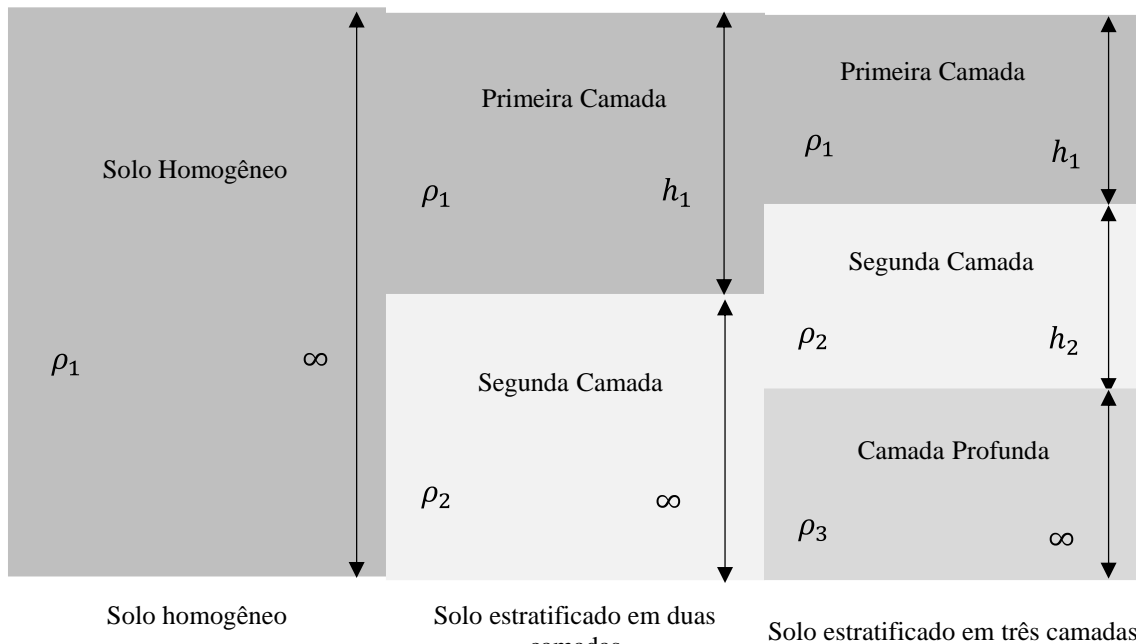 Solo Homogêneo
ρ₁
∞
Primeira Camada
ρ₁
h₁
Segunda Camada
ρ₂
∞
Primeira Camada
ρ₁
h₁
Segunda Camada
ρ₂
h₂
Camada Profunda
ρ₃
∞
Solo homogêneo
Solo estratificado em duas
Solo estratificado em três camadas